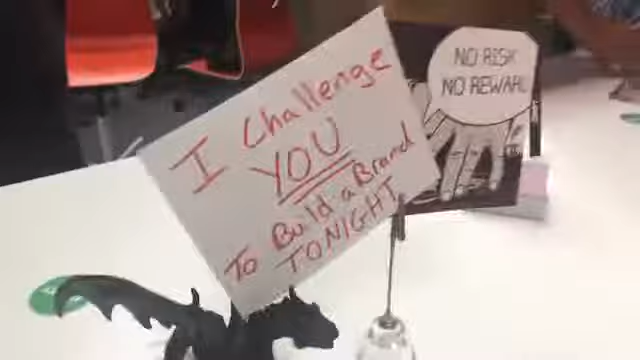 I Challenge
YOU
To Build a Brand
TONIGHT
NO RISK
NO REWARD